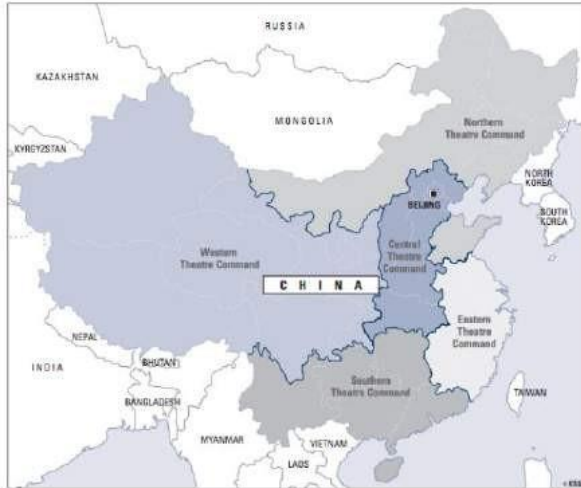 RUSSIA
KAZAKHSTAN
MONGOLIA
Northern
Theatre Command
KYRGYZSTAN
NORTH
KOREA
BEIJING
SOUTH
KOREA
Western
Theatre Command
Central
Theatre
Command
CHINA
Eastern
Theatre
Command
NEPAL
BHUTAN
INDIA
Southern
Theatre Command
BANGLADESH
TAIWAN
MYANMAR
VIETNAM
LAOS